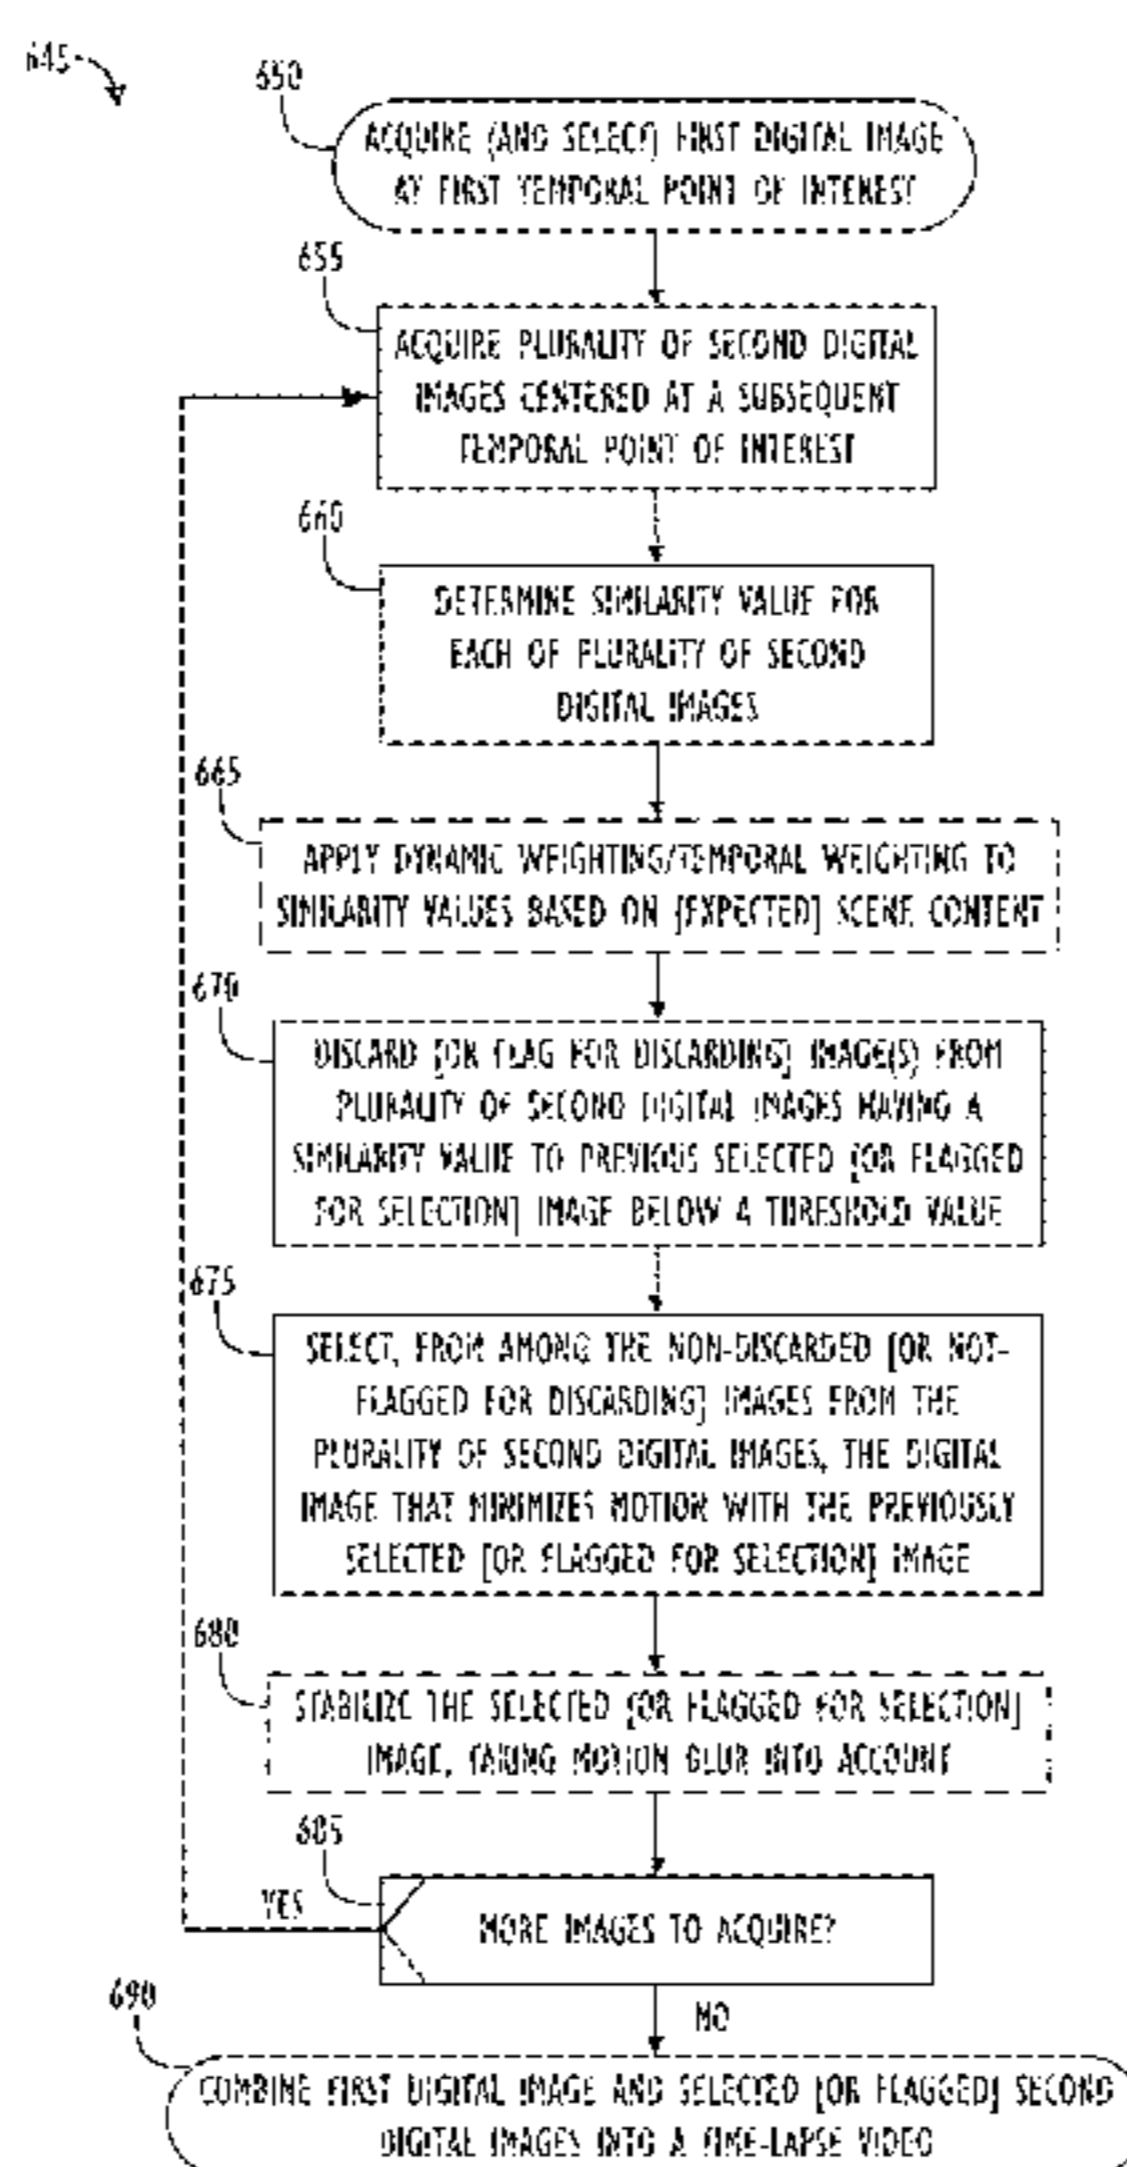 645
650
ACQUIRE (AND SELECT) FIRST DIGITAL IMAGE
AT FIRST TEMPORAL POINT OF INTEREST
655
ACQUIRE PLURALITY OF SECOND DIGITAL
IMAGES CENTERED AT A SUBSEQUENT
TEMPORAL POINT OF INTEREST
660
DETERMINE SIMILARITY VALUE FOR
EACH OF PLURALITY OF SECOND
DIGITAL IMAGES
665
APPLY DYNAMIC WEIGHTING/TEMPORAL WEIGHTING TO
SIMILARITY VALUES BASED ON [EXPECTED] SCENE CONTENT
670
DISCARD [OR FLAG FOR DISCARDING] IMAGE(S) FROM
PLURALITY OF SECOND DIGITAL IMAGES HAVING A
SIMILARITY VALUE TO PREVIOUS SELECTED [OR FLAGGED
FOR SELECTION] IMAGE BELOW A THRESHOLD VALUE
675
SELECT, FROM AMONG THE NON-DISCARDED [OR NOT-
FLAGGED FOR DISCARDING] IMAGES FROM THE
PLURALITY OF SECOND DIGITAL IMAGES, THE DIGITAL
IMAGE THAT MINIMIZES MOTION WITH THE PREVIOUSLY
SELECTED [OR FLAGGED FOR SELECTION] IMAGE
680
STABILIZE THE SELECTED [OR FLAGGED FOR SELECTION]
IMAGE, TAKING MOTION BLUR INTO ACCOUNT
685
YES
MORE IMAGES TO ACQUIRE?
NO
690
COMBINE FIRST DIGITAL IMAGE AND SELECTED [OR FLAGGED] SECOND
DIGITAL IMAGES INTO A TIME-LAPSE VIDEO